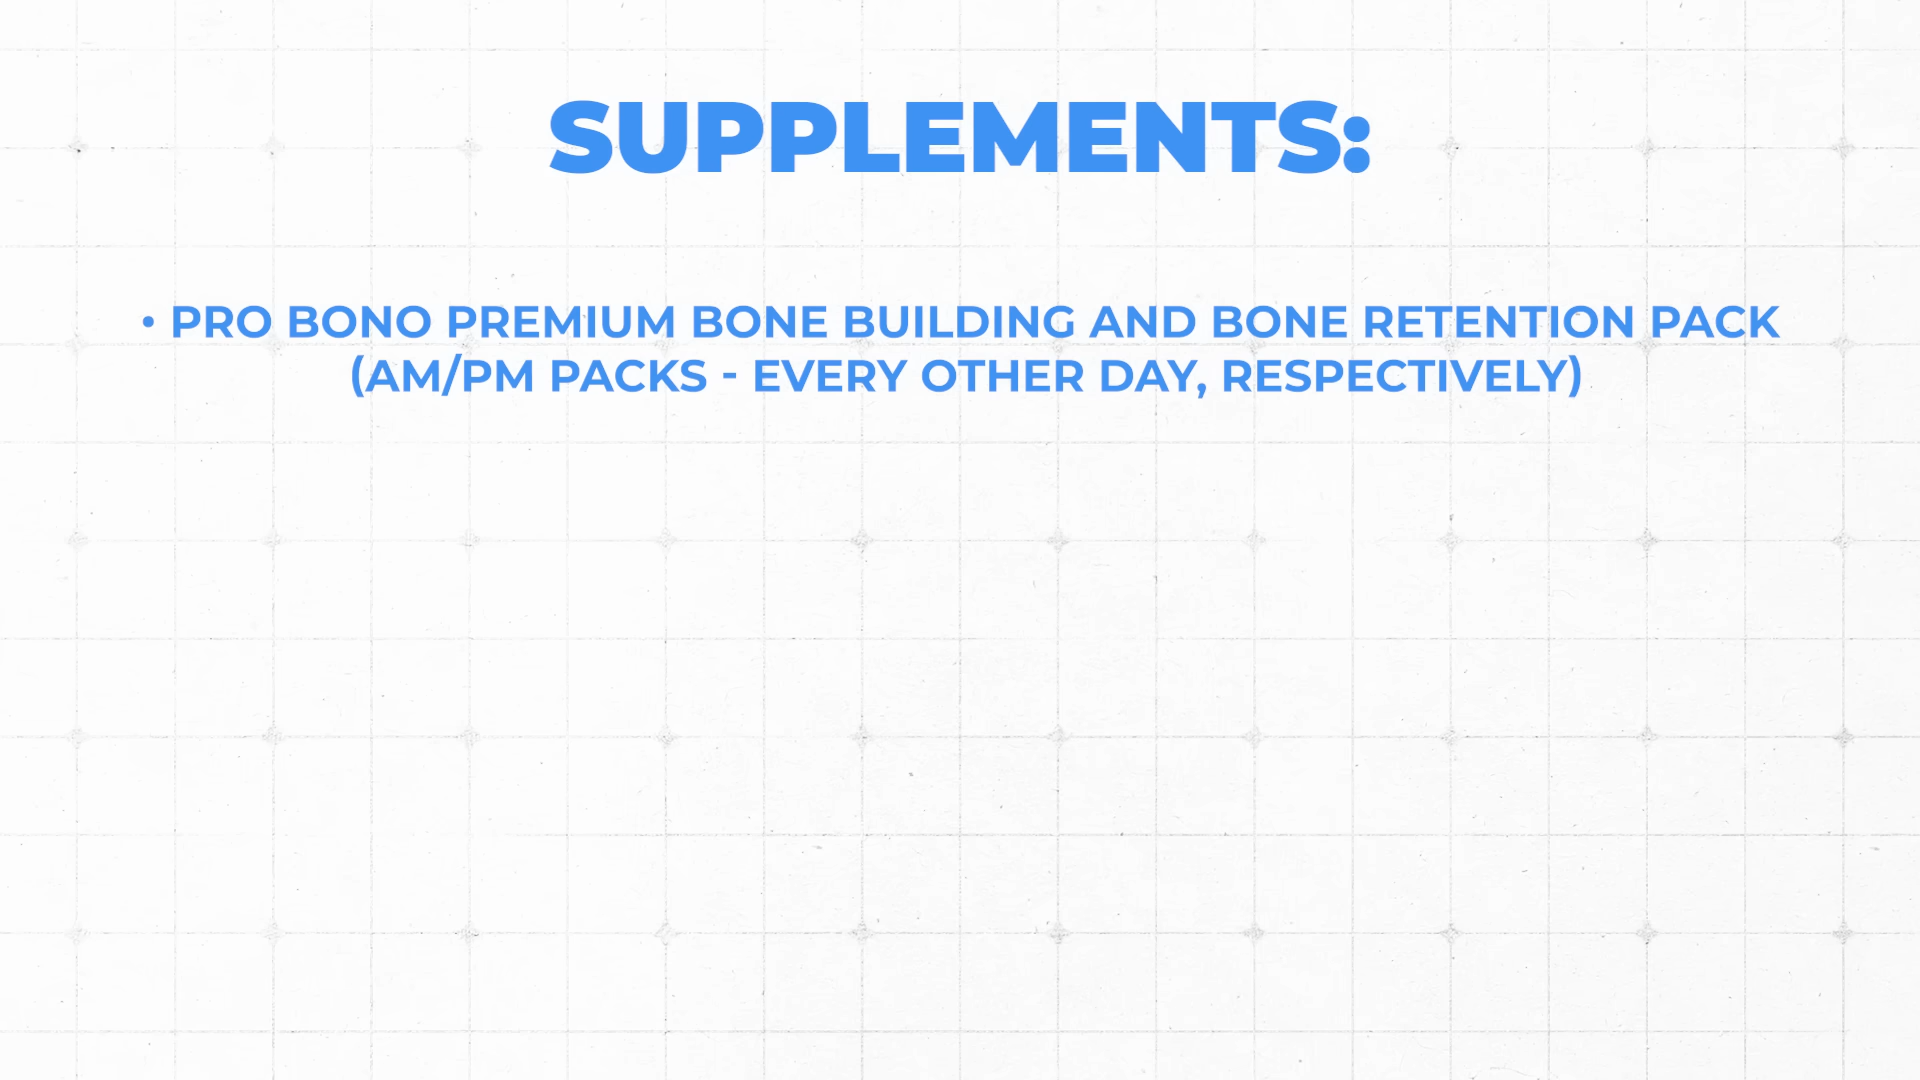 SUPPLEMENTS:
• PRO BONO PREMIUM BONE BUILDING AND BONE RETENTION PACK
(AM/PM PACKS - EVERY OTHER DAY, RESPECTIVELY)